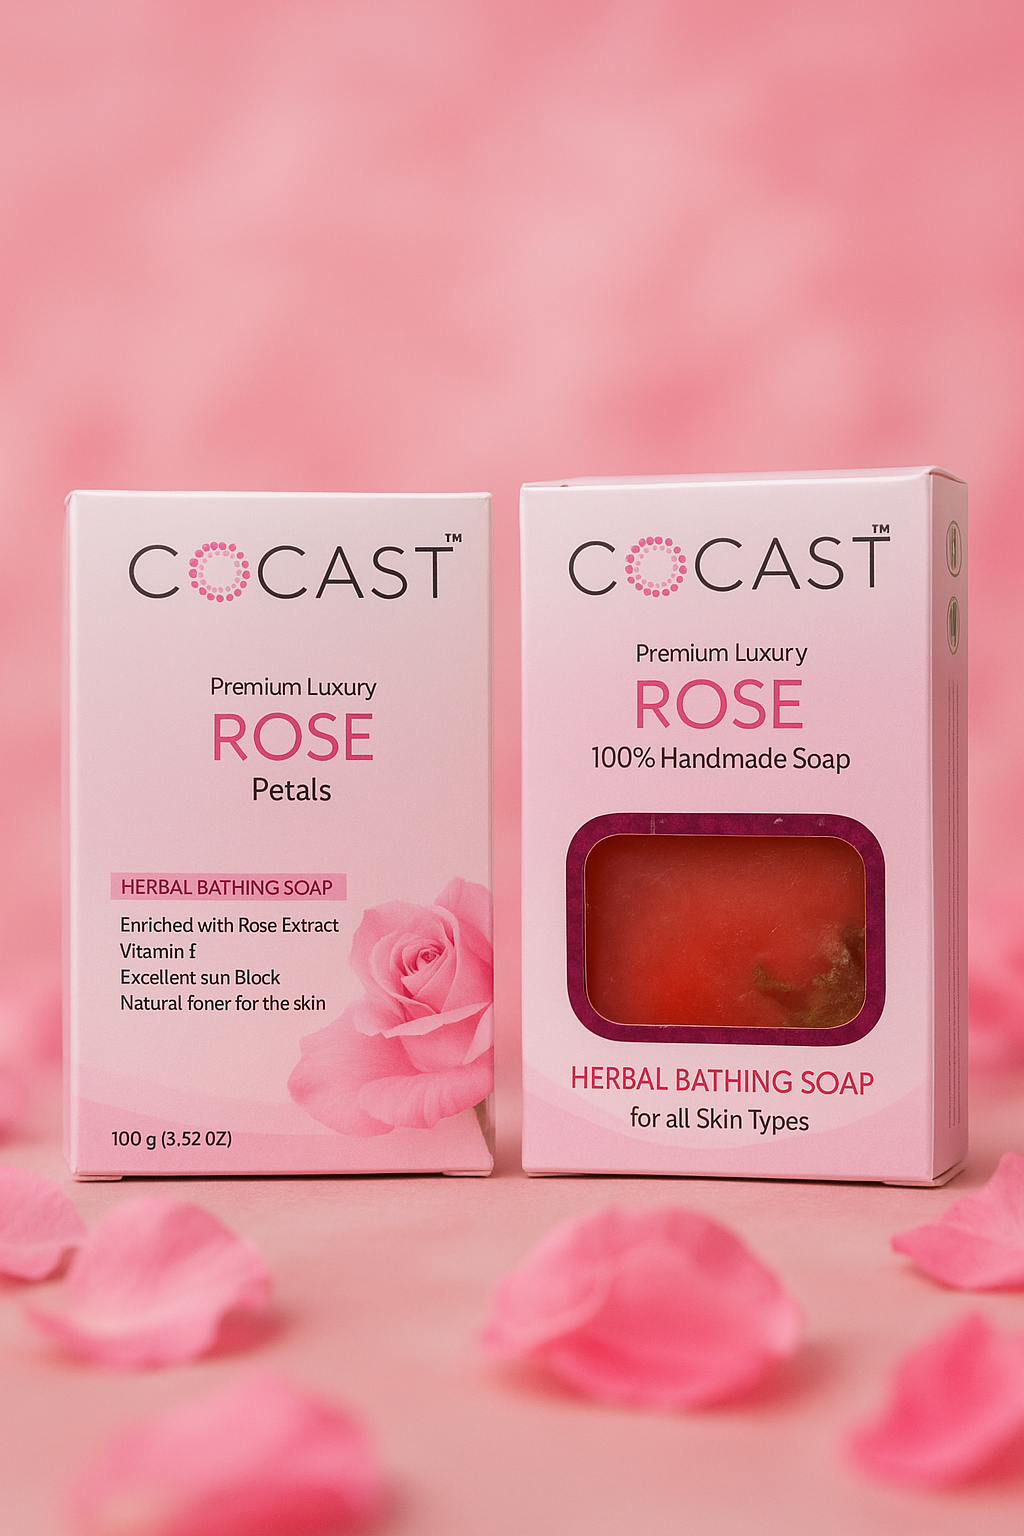 COCAST™
Premium Luxury
ROSE
Petals
HERBAL BATHING SOAP
Enriched with Rose Extract
Vitamin f
Excellent sun Block
Natural foner for the skin
100 g (3,52 0Z)
COCAST™
Premium Luxury
ROSE
100% Handmade Soap
HERBAL BATHING SOAP
for all Skin Types